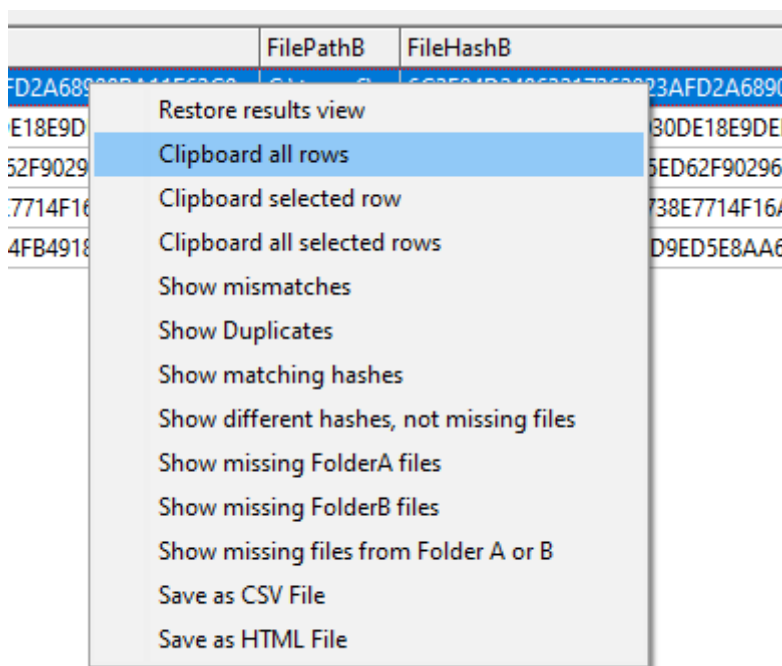 FilePathB FileHashB
Restore results view
Clipboard all rows
Clipboard selected row
Clipboard all selected rows
Show mismatches
Show Duplicates
Show matching hashes
Show different hashes, not missing files
Show missing FolderA files
Show missing FolderB files
Show missing files from Folder A or B
Save as CSV File
Save as HTML File